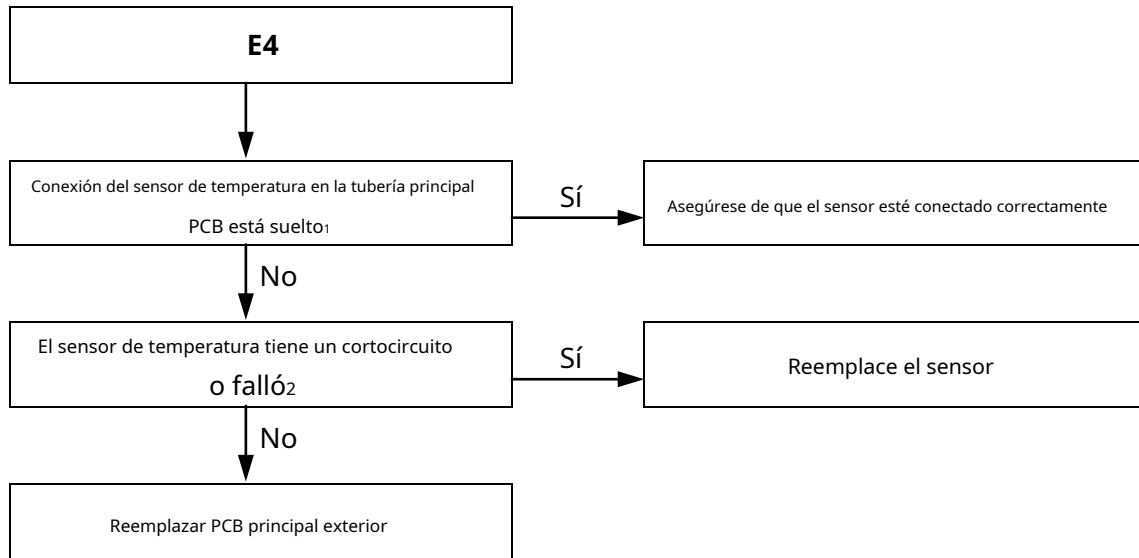 E4
Conexión del sensor de temperatura en la tubería principal
PCB está suelto1
Sí
Asegúrese de que el sensor esté conectado correctamente
No
El sensor de temperatura tiene un cortocircuito
o falló2
Sí
Reemplace el sensor
No
Reemplazar PCB principal exterior